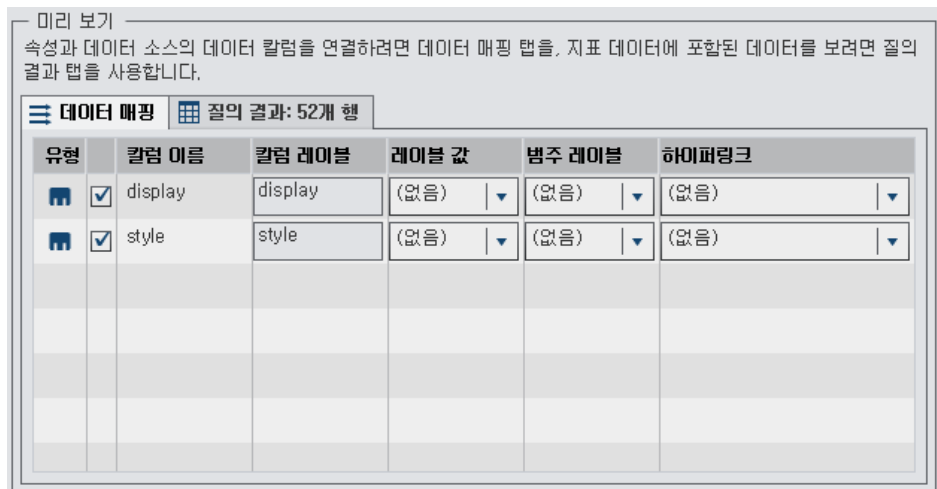 미리 보기
속성과 데이터 소스의 데이터 칼럼을 연결하려면 데이터 매핑 탭을, 지표 데이터에 포함된 데이터를 보려면 질의
결과 탭을 사용합니다.
데이터 매핑 질의 결과: 52개 행
유형 칼럼 이름 칼럼 레이블 레이블 값 범주 레이블 하이퍼링크
display display (없음) (없음) (없음)
style style (없음) (없음) (없음)